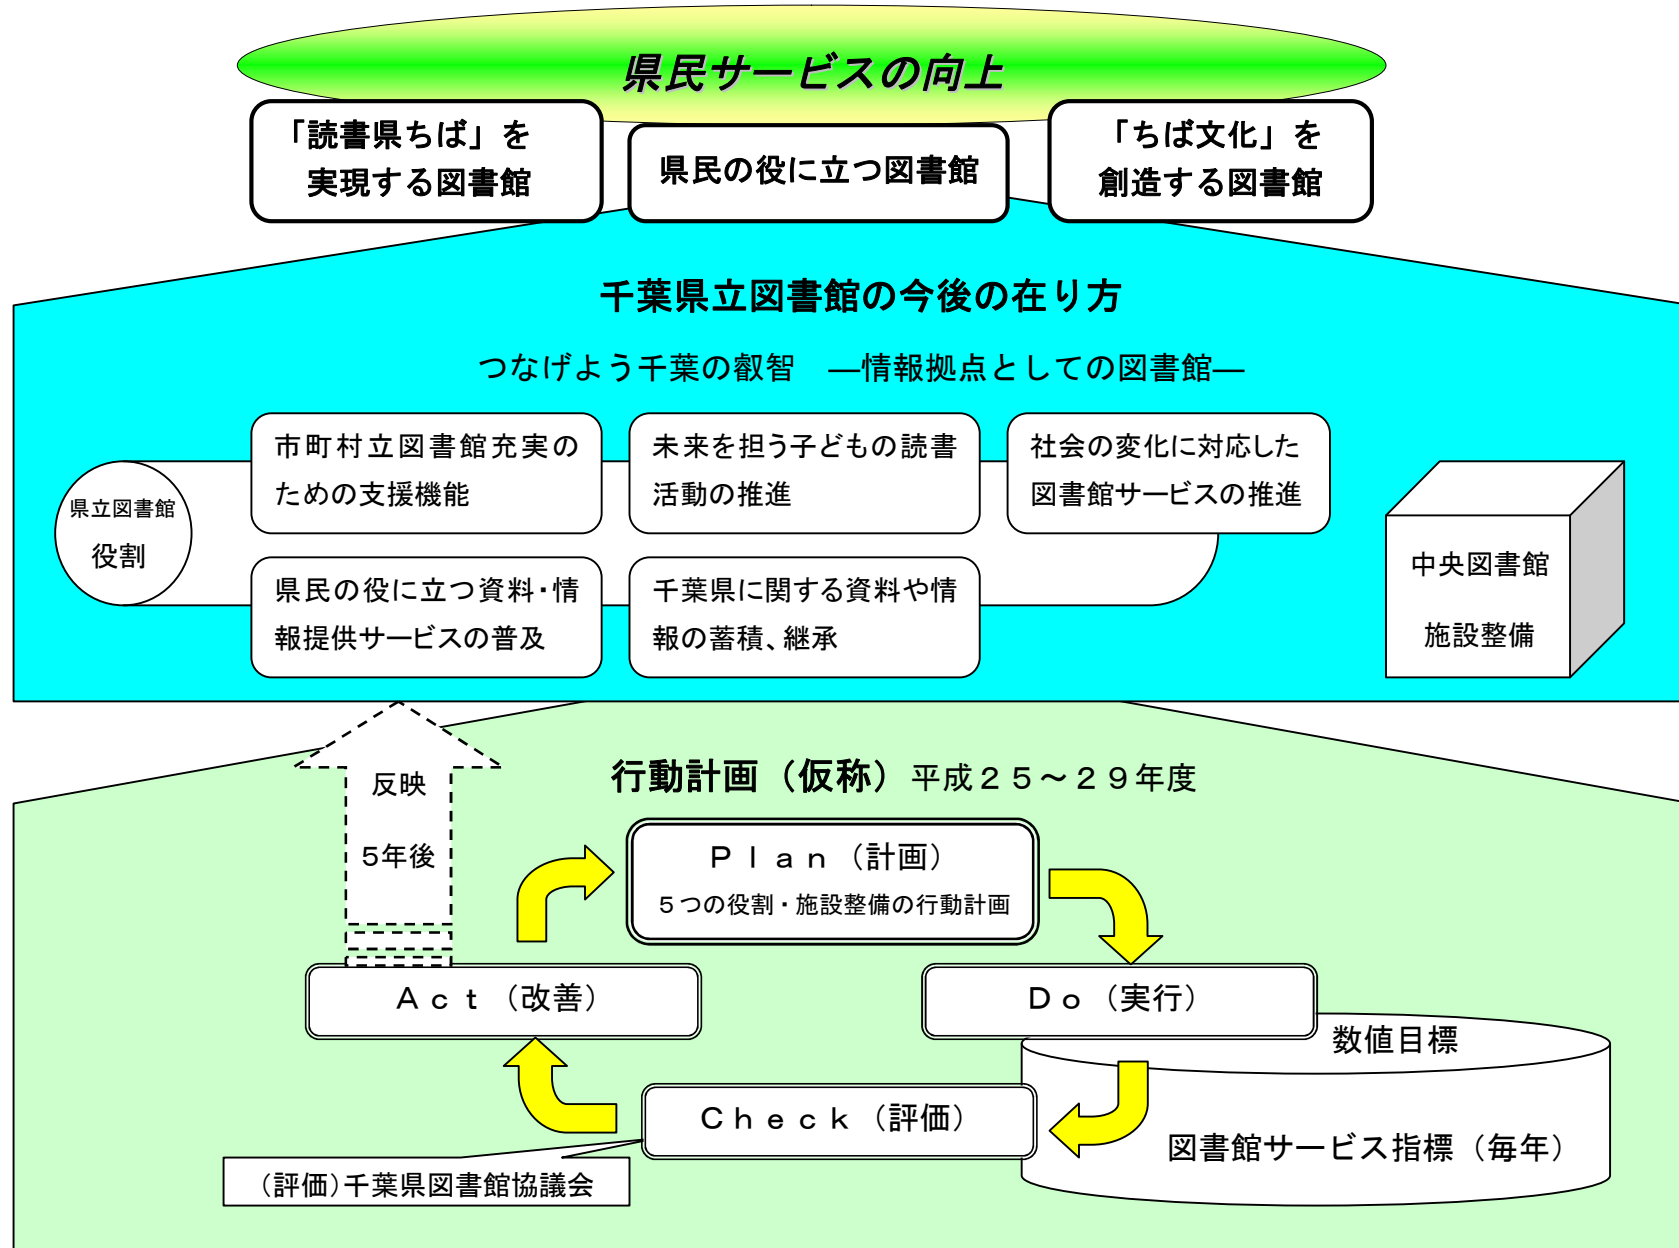 県民サービスの向上
「読書県ちば」を
実現する図書館
県民の役に立つ図書館
「ちば文化」を
創造する図書館
千葉県立図書館の今後の在り方
つなげよう千葉の叡智　―情報拠点としての図書館―
県立図書館
役割
市町村立図書館充実の
ための支援機能
未来を担う子どもの読書
活動の推進
社会の変化に対応した
図書館サービスの推進
県民の役に立つ資料・情
報提供サービスの普及
千葉県に関する資料や情
報の蓄積、継承
中央図書館
施設整備
反映
5年後
行動計画（仮称）平成２５～２９年度
Ｐｌａｎ（計画）
５つの役割・施設整備の行動計画
Ａｃｔ（改善）
Ｄｏ（実行）
数値目標
Ｃｈｅｃｋ（評価）
図書館サービス指標（毎年）
（評価）千葉県図書館協議会